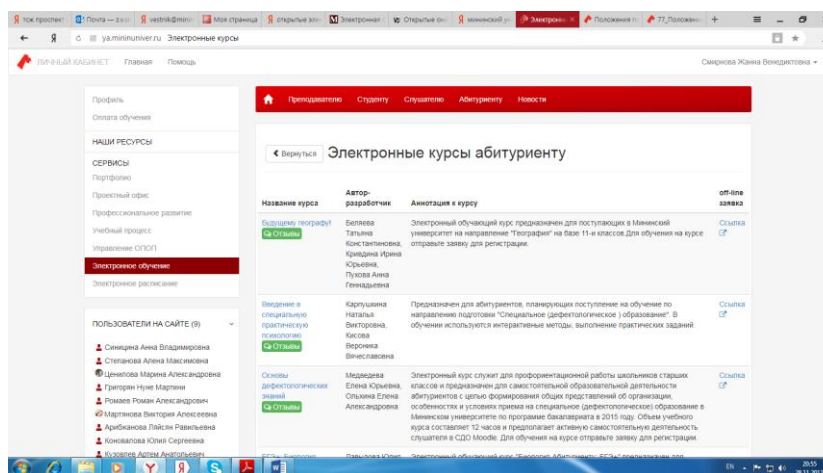 ya.mininuniver.ru Электронные курсы
ЛИЧНЫЙ КАБИНЕТ Главная Помощь
Смирнова Жанна Венедиктовна
Профиль
Оплата обучения
НАШИ РЕСУРСЫ
СЕРВИСЫ
Портфолио
Проектный офис
Профессиональное развитие
Учебный процесс
Управление ОПОП
Электронное обучение
Электронное расписание
ПОЛЬЗОВАТЕЛИ НА САЙТЕ (9)
Синицина Анна Владимировна
Степанова Алена Максимовна
Ценилова Марина Александровна
Григорян Нуне Мартини
Ромаев Роман Александрович
Мартянова Виктория Алексеевна
Арибжанова Ляйсян Равильевна
Коновалова Юлия Сергеевна
Кузовлев Артем Анатольевич
Преподавателю Студенту Слушателю Абитуриенту Новости
Вернуться Электронные курсы абитуриенту
Название курса
Автор-
разработчик
Аннотация к курсу
off-line
заявка
Будущему географу!
Отзывы
Беляева
Татьяна
Константиновна,
Кривдина Ирина
Юрьевна,
Пухова Анна
Геннадьевна
Электронный обучающий курс предназначен для поступающих в Мининский
университет на направление "География" на базе 11-и классов.Для обучения на курсе
отправьте заявку для регистрации.
Ссылка
Введение в
специальную
практическую
психологию
Отзывы
Карпушкина
Наталья
Викторовна,
Кисова
Вероника
Вячеславовна
Предназначен для абитуриентов, планирующих поступление на обучение по
направлению подготовки "Специальное (дефектологическое ) образование". В
обучении используются интерактивные методы, выполнение практических заданий.
Ссылка
Основы
дефектологических
знаний
Отзывы
Медведева
Елена Юрьевна,
Ольхина Елена
Александровна
Электронный курс служит для профориентационной работы школьников старших
классов и предназначен для самостоятельной образовательной деятельности
абитуриентов с целью формирования общих представлений об организации,
особенностях и условиях приема на специальное (дефектологическое) образование в
Мининском университете по программе бакалавриата в 2015 году. Объем учебного
курса составляет 12 часов и предполагает активную самостоятельную деятельность
слушателя в СДО Moodle. Для обучения на курсе отправьте заявку для регистрации.
Ссылка
EN
20:55